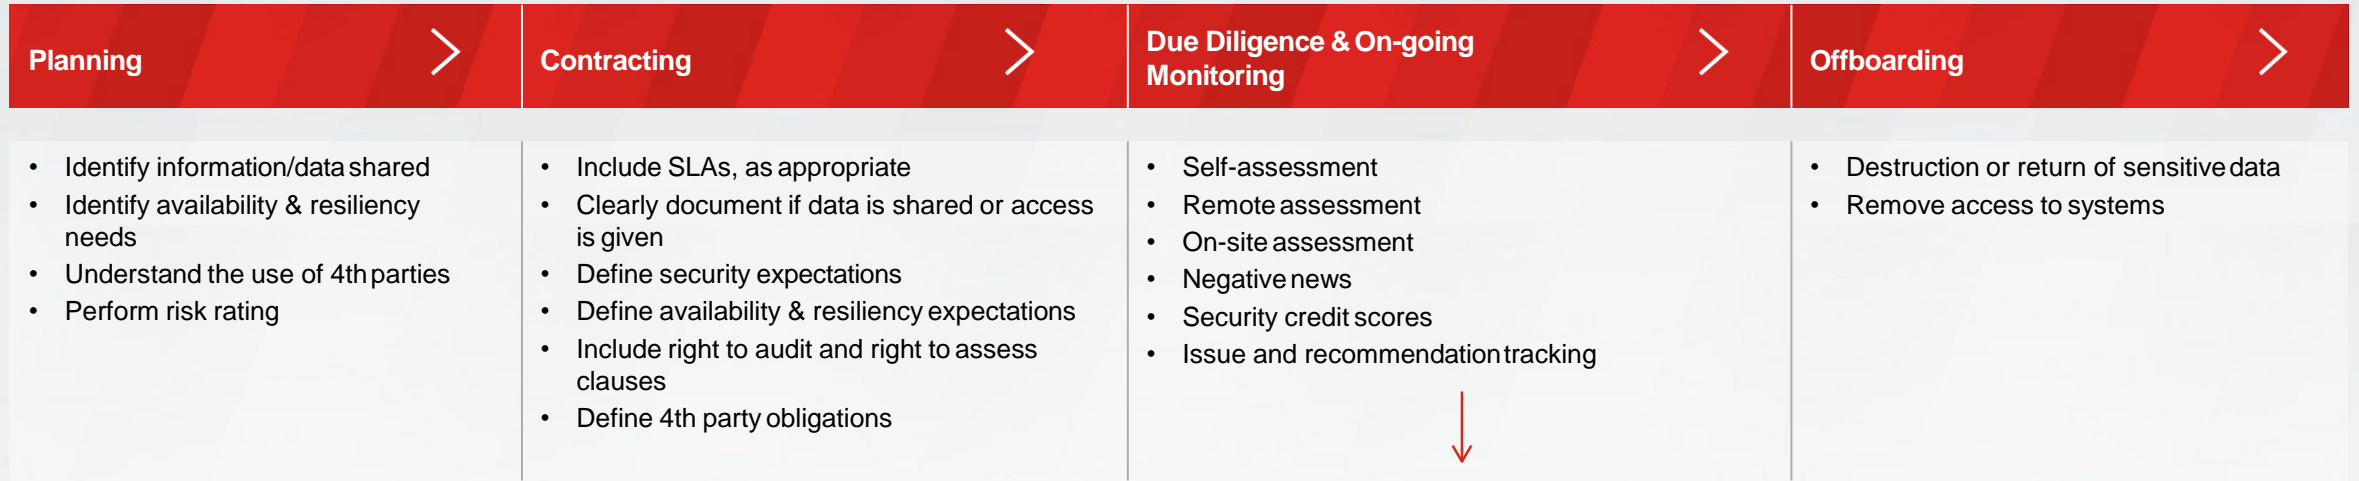 Planning
Contracting
Due Diligence & On-going
Monitoring
Offboarding
• Identify information/data shared
• Identify availability & resiliency
needs
• Understand the use of 4th parties
• Perform risk rating
• Include SLAs, as appropriate
• Clearly document if data is shared or access
is given
• Define security expectations
• Define availability & resiliency expectations
• Include right to audit and right to assess
clauses
• Define 4th party obligations
• Self-assessment
• Remote assessment
• On-site assessment
• Negative news
• Security credit scores
• Issue and recommendation tracking
• Destruction or return of sensitive data
• Remove access to systems